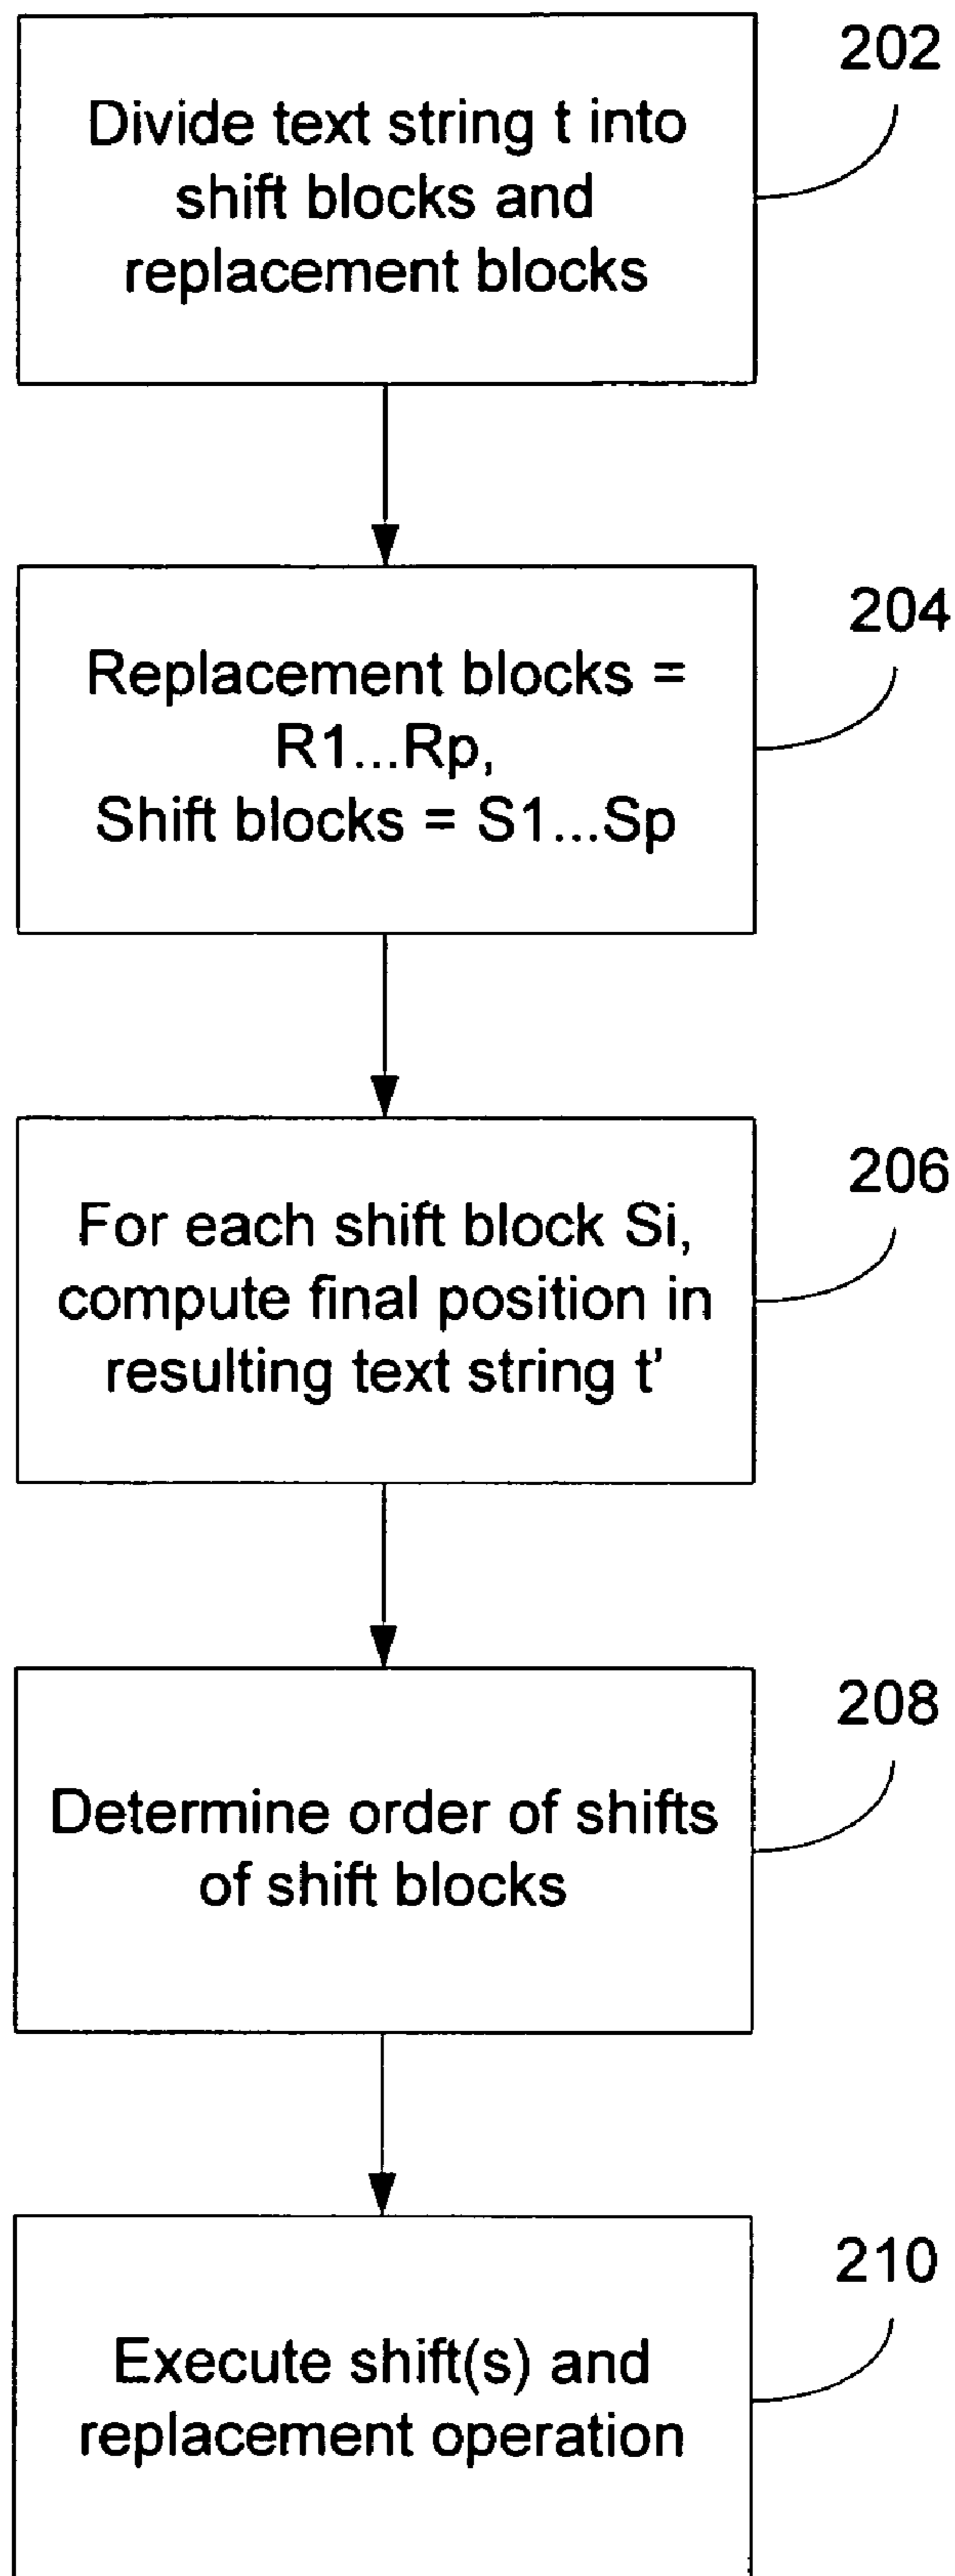 202
Divide text string t into
shift blocks and
replacement blocks
204
Replacement blocks =
R1...Rp,
Shift blocks = S1...Sp
206
For each shift block Si,
compute final position in
resulting text string t'
208
Determine order of shifts
of shift blocks
210
Execute shift(s) and
replacement operation